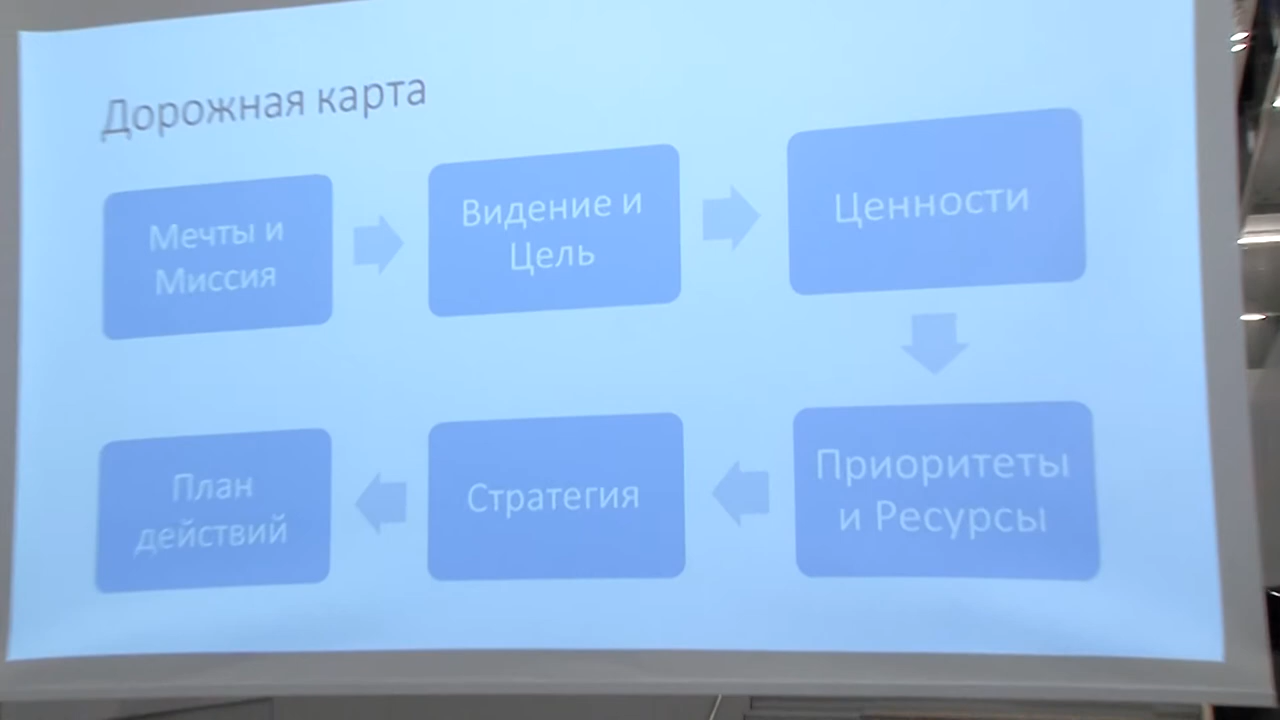 Дорожная карта
Мечты и
Миссия
Видение и
Цель
Ценности
Приоритеты
и Ресурсы
Стратегия
План
действий